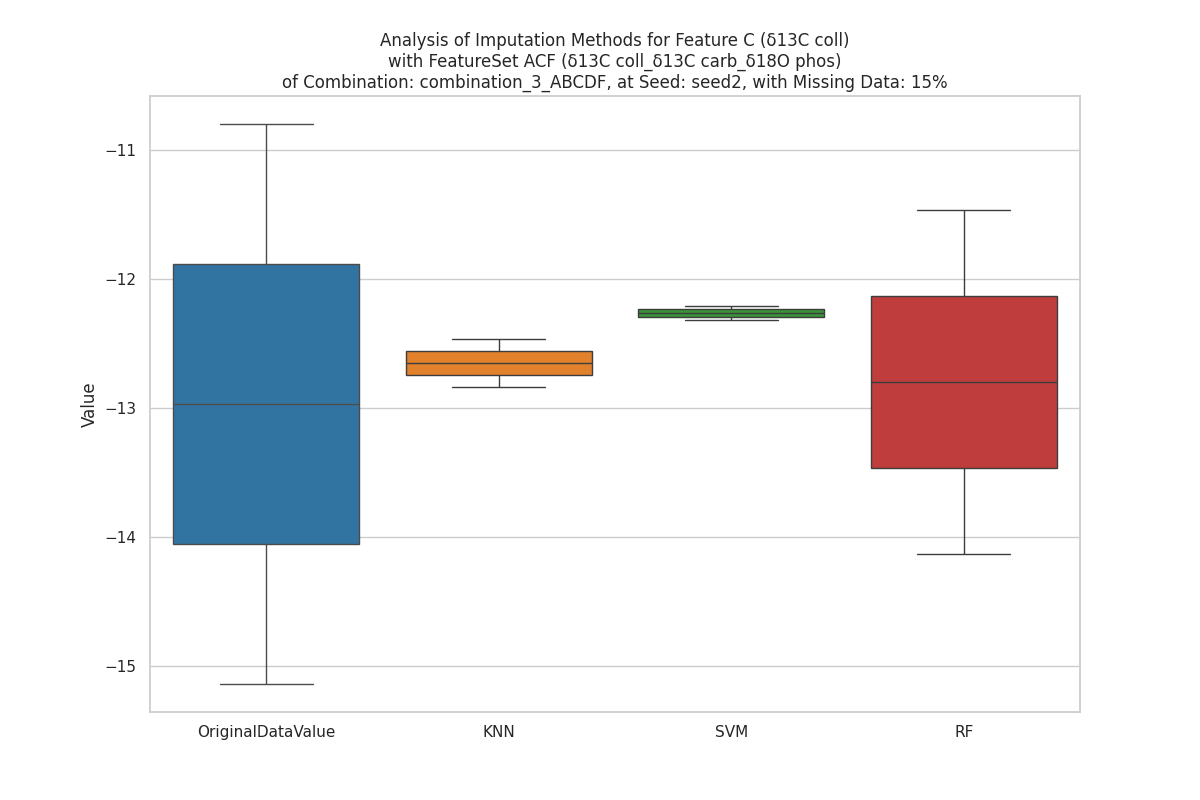 Analysis of Imputation Methods for Feature C (δ13C coll)
with FeatureSet ACF (δ13C coll_δ13C carb_δ18O phos)
of Combination: combination_3_ABCDF, at Seed: seed2, with Missing Data: 15%
−11
−12
−13
−14
−15
Value
OriginalDataValue
KNN
SVM
RF